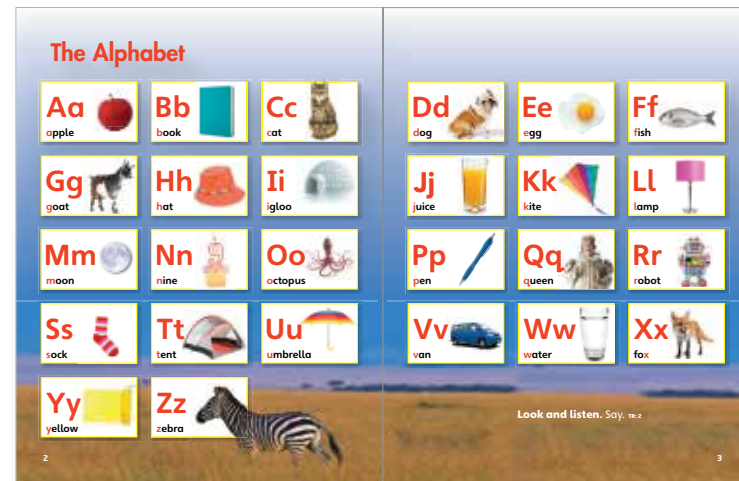 The Alphabet
Aa
apple
Bb
book
Cc
cat
Dd
dog
Ee
egg
Ff
fish
Gg
goat
Hh
hat
Ii
igloo
Jj
juice
Kk
kite
Ll
lamp
Mm
moon
Nn
nine
Oo
octopus
Pp
pen
Qq
queen
Rr
robot
Ss
sock
Tt
tent
Uu
umbrella
Vv
van
Ww
water
Xx
fox
Yy
yellow
Zz
zebra
Look and listen. Say. TR: 2
2
3